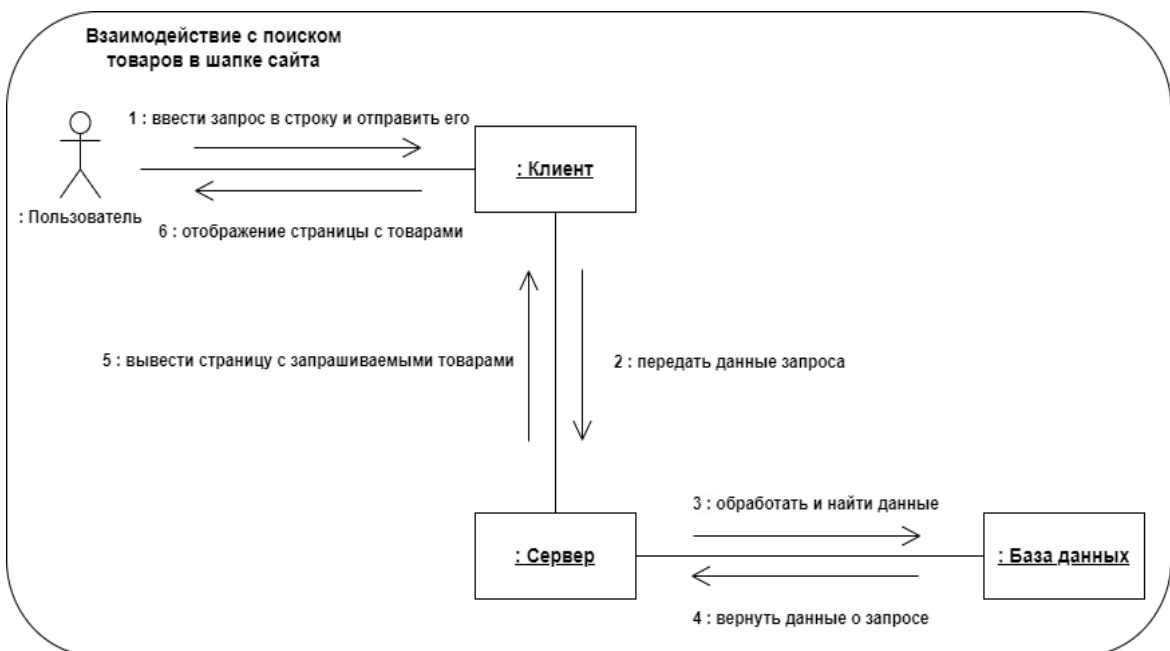 Взаимодействие с поиском
товаров в шапке сайта
1 : ввести запрос в строку и отправить его
: Клиент
: Пользователь
6 : отображение страницы с товарами
5 : вывести страницу с запрашиваемыми товарами
2 : передать данные запроса
3 : обработать и найти данные
: Сервер
: База данных
4 : вернуть данные о запросе